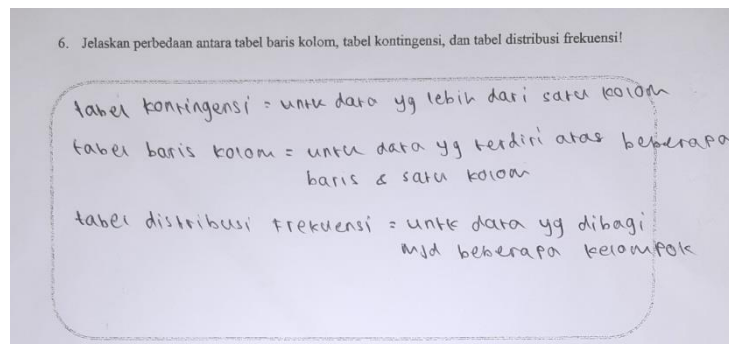 6. Jelaskan perbedaan antara tabel baris kolom, tabel kontingensi, dan tabel distribusi frekuensi!
tabel kontingensi = untk data yg lebih dari satu kolom
tabel baris kolom = untuk data yg terdiri atas beberapa
baris & satu kolom
tabel distribusi frekuensi = untk data yg dibagi
mjd beberapa kelompok